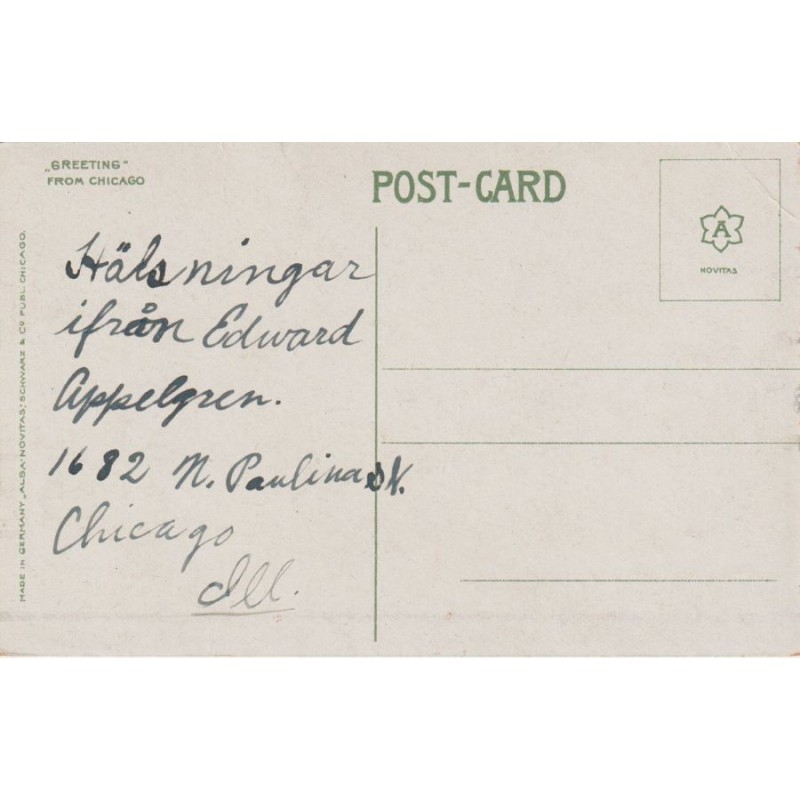 „GREETING"
FROM CHICAGO
POST-CARD
A
NOVITAS
Hälsningar
ifrån Edward
Appelgren.
1682 N. Paulina St.
Chicago
Ill.
MADE IN GERMANY „ALBA-NOVITAS; SCHWARZ & CO PUBL. CHICAGO.